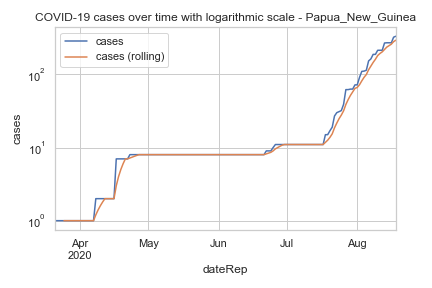 COVID-19 cases over time with logarithmic scale - Papua_New_Guinea
cases
cases (rolling)
10²
10¹
10⁰
cases
Apr
2020
May
Jun
Jul
Aug
dateRep